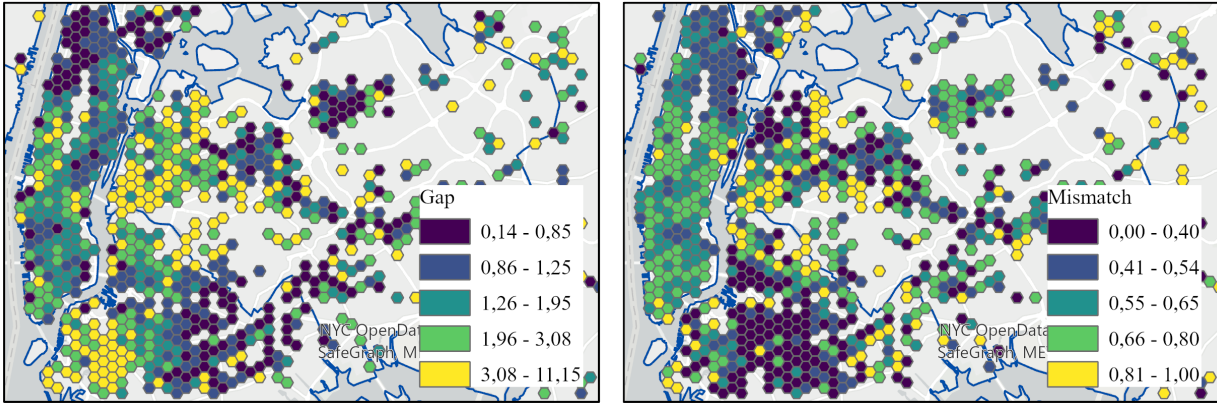 Gap
0,14 - 0,85
0,86 - 1,25
1,26 - 1,95
1,96 - 3,08
3,08 - 11,15
NYC OpenData
SafeGraph ME
Mismatch
0,00 - 0,40
0,41 - 0,54
0,55 - 0,65
0,66 - 0,80
0,81 - 1,00
NYC OpenData
SafeGraph ME